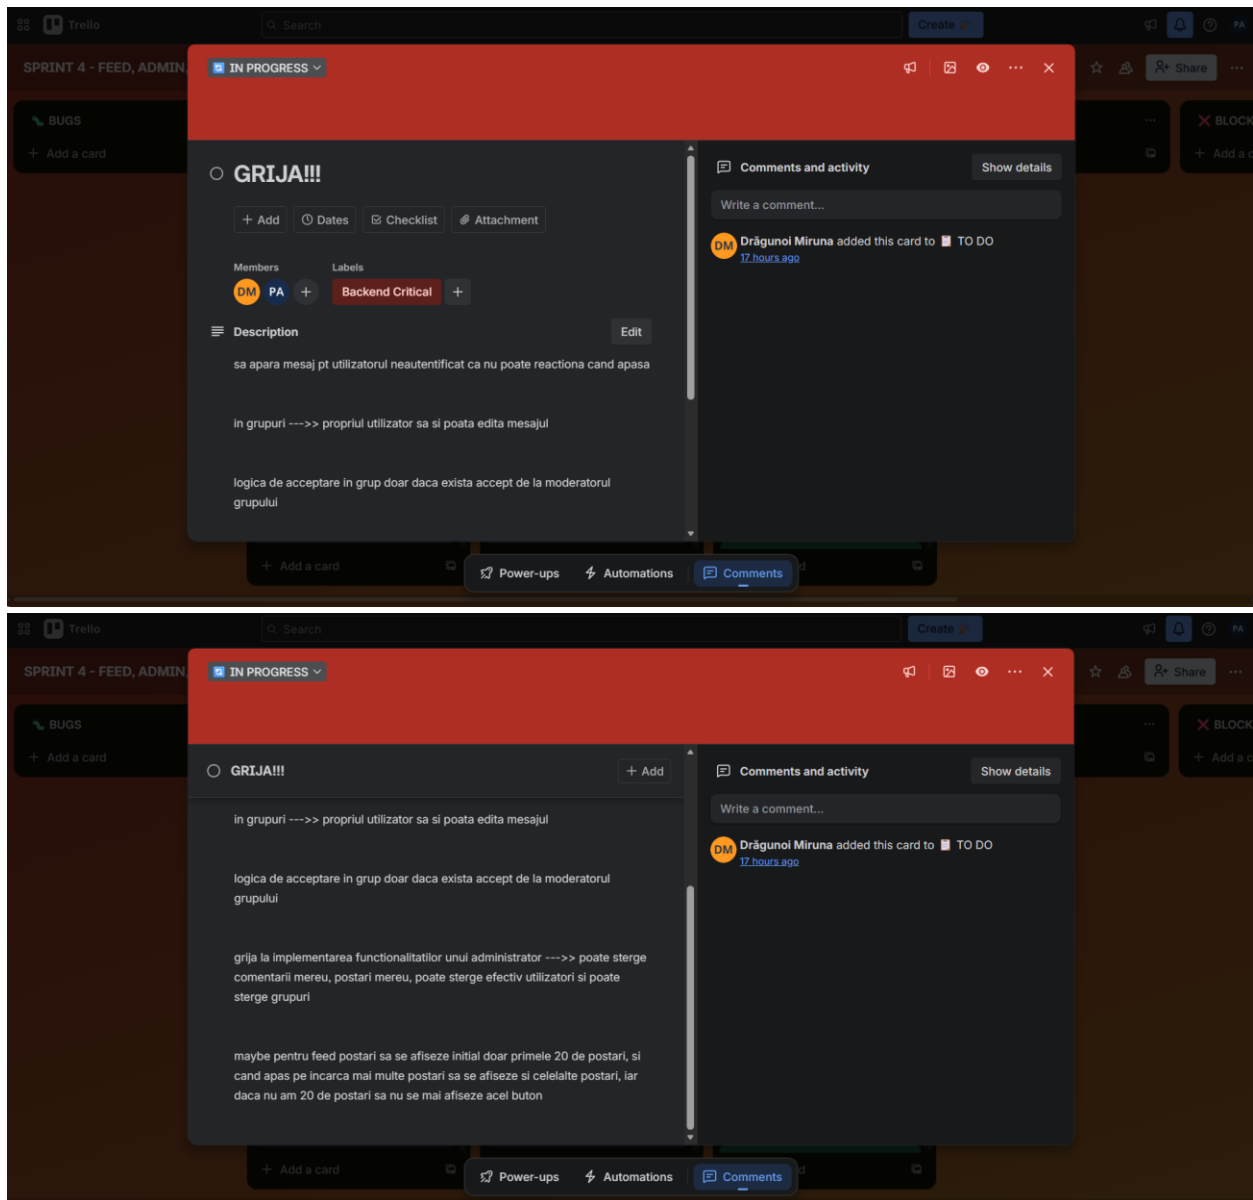 Trello
Search
Create
PA
SPRINT 4 - FEED, ADMIN,
IN PROGRESS
Share
BUGS
BLOCK
+ Add a card
+ Add a c
GRIJA!!!
+ Add
Dates
Checklist
Attachment
Members
Labels
DM
PA
+
Backend Critical
+
Description
Edit
sa apara mesaj pt utilizatorul neautentificat ca nu poate reactiona cand apasa
in grupuri --->> propriul utilizator sa si poata edita mesajul
logica de acceptare in grup doar daca exista accept de la moderatorul
grupului
Comments and activity
Show details
Write a comment...
DM
Drăgunoi Miruna added this card to TO DO
17 hours ago
+ Add a card
d
Power-ups
Automations
Comments
Trello
Search
Create
PA
SPRINT 4 - FEED, ADMIN,
IN PROGRESS
Share
BUGS
BLOCK
+ Add a card
+ Add a c
GRIJA!!!
+ Add
in grupuri --->> propriul utilizator sa si poata edita mesajul
logica de acceptare in grup doar daca exista accept de la moderatorul
grupului
grija la implementarea functionalitatilor unui administrator --->> poate sterge
comentarii mereu, postari mereu, poate sterge efectiv utilizatori si poate
sterge grupuri
maybe pentru feed postari sa se afiseze initial doar primele 20 de postari, si
cand apas pe incarca mai multe postari sa se afiseze si celelalte postari, iar
daca nu am 20 de postari sa nu se mai afiseze acel buton
Comments and activity
Show details
Write a comment...
DM
Drăgunoi Miruna added this card to TO DO
17 hours ago
+ Add a card
d
Power-ups
Automations
Comments